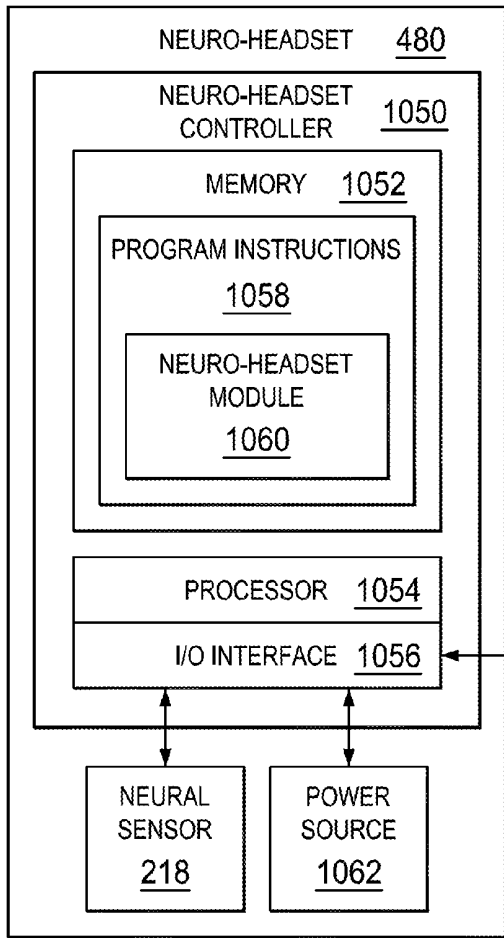 NEURO-HEADSET 480
NEURO-HEADSET
CONTROLLER 1050
MEMORY 1052
PROGRAM INSTRUCTIONS
1058
NEURO-HEADSET
MODULE
1060
PROCESSOR 1054
I/O INTERFACE 1056
NEURAL
SENSOR
218
POWER
SOURCE
1062